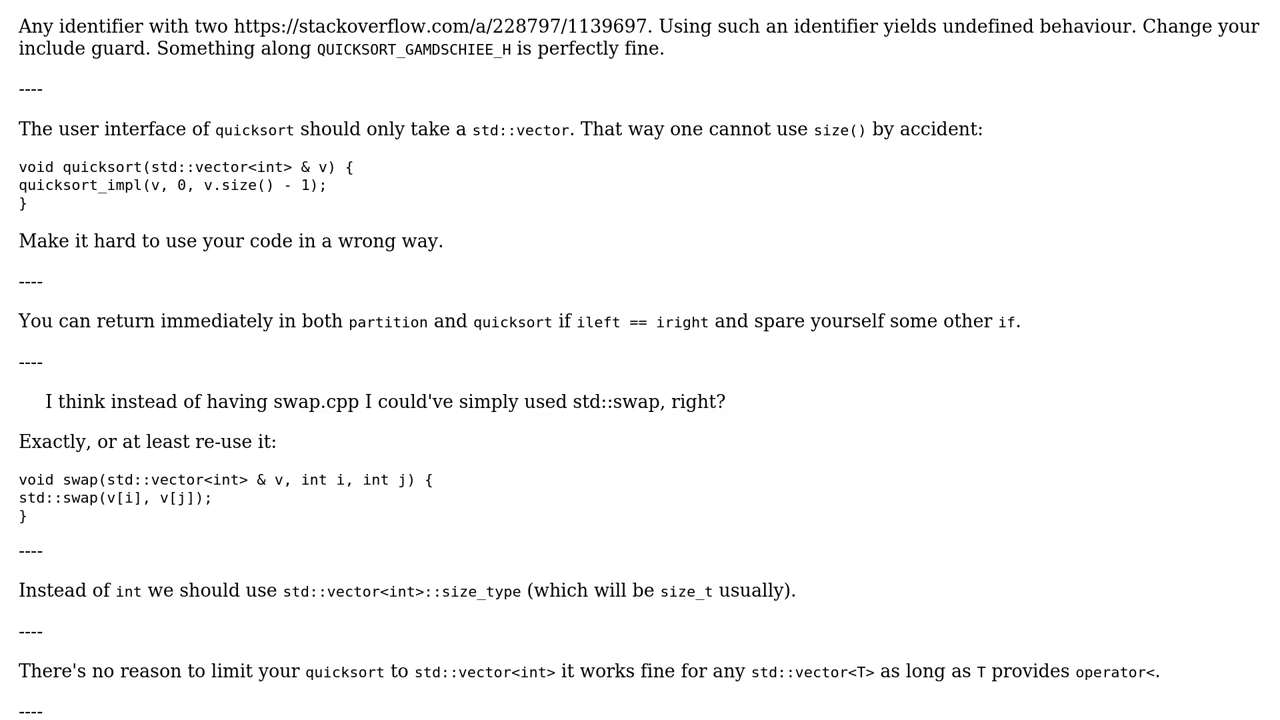 Any identifier with two https://stackoverflow.com/a/228797/1139697. Using such an identifier yields undefined behaviour. Change your
include guard. Something along QUICKSORT_GAMDSCHIEE_H is perfectly fine.
----
The user interface of quicksort should only take a std::vector. That way one cannot use size() by accident:
void quicksort(std::vector<int> & v) {
quicksort_impl(v, 0, v.size() - 1);
}
Make it hard to use your code in a wrong way.
----
You can return immediately in both partition and quicksort if ileft == iright and spare yourself some other if.
----
I think instead of having swap.cpp I could've simply used std::swap, right?
Exactly, or at least re-use it:
void swap(std::vector<int> & v, int i, int j) {
std::swap(v[i], v[j]);
}
----
Instead of int we should use std::vector<int>::size_type (which will be size_t usually).
----
There's no reason to limit your quicksort to std::vector<int> it works fine for any std::vector<T> as long as T provides operator<.
----